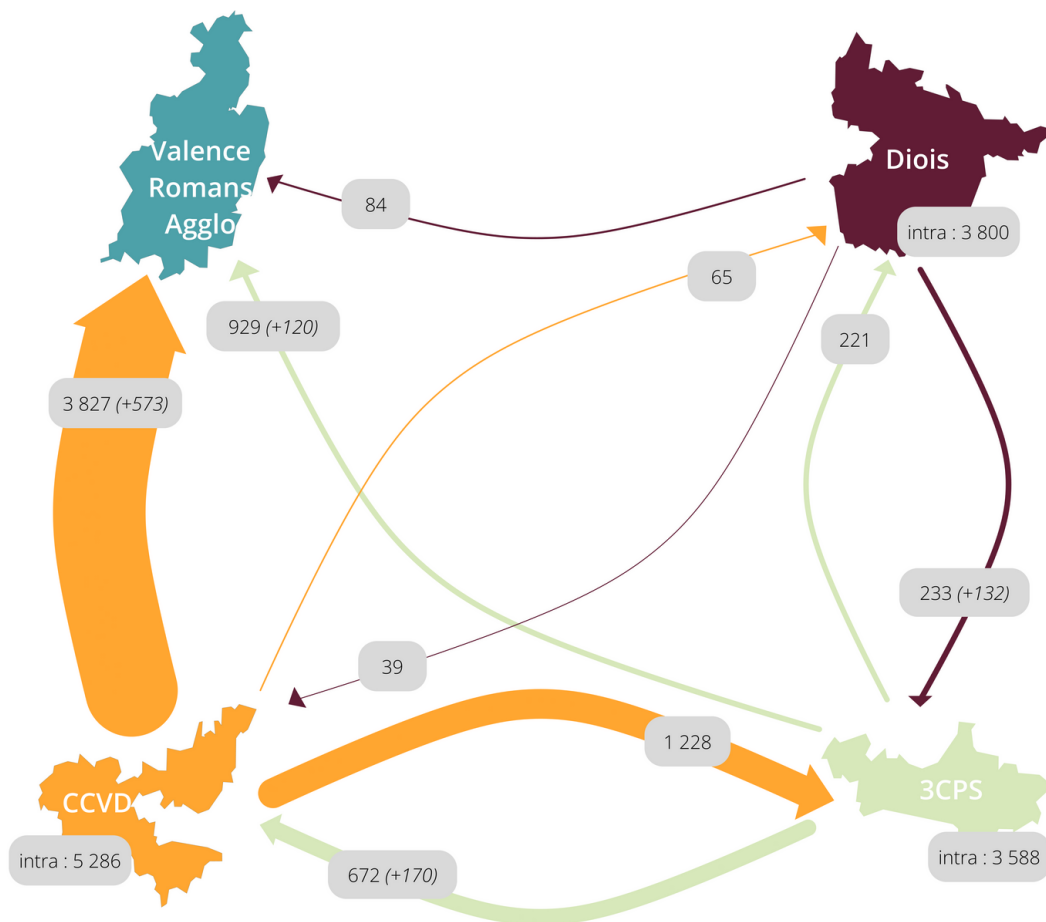 Valence
Romans
Agglo
Diois
intra : 3 800
84
65
929 (+120)
221
3 827 (+573)
233 (+132)
39
1 228
CCVD
3CPS
intra : 5 286
intra : 3 588
672 (+170)